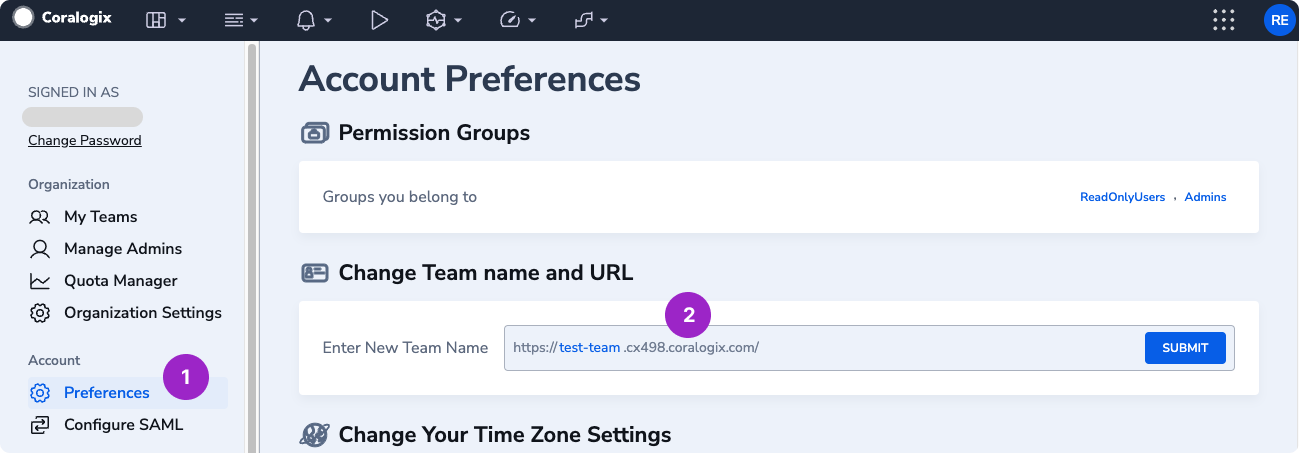 Coralogix
RE
SIGNED IN AS
Change Password
Organization
My Teams
Manage Admins
Quota Manager
Organization Settings
Account
1
Preferences
Configure SAML
Account Preferences
Permission Groups
Groups you belong to
ReadOnlyUsers , Admins
Change Team name and URL
2
Enter New Team Name
https://test-team.cx498.coralogix.com/
SUBMIT
Change Your Time Zone Settings